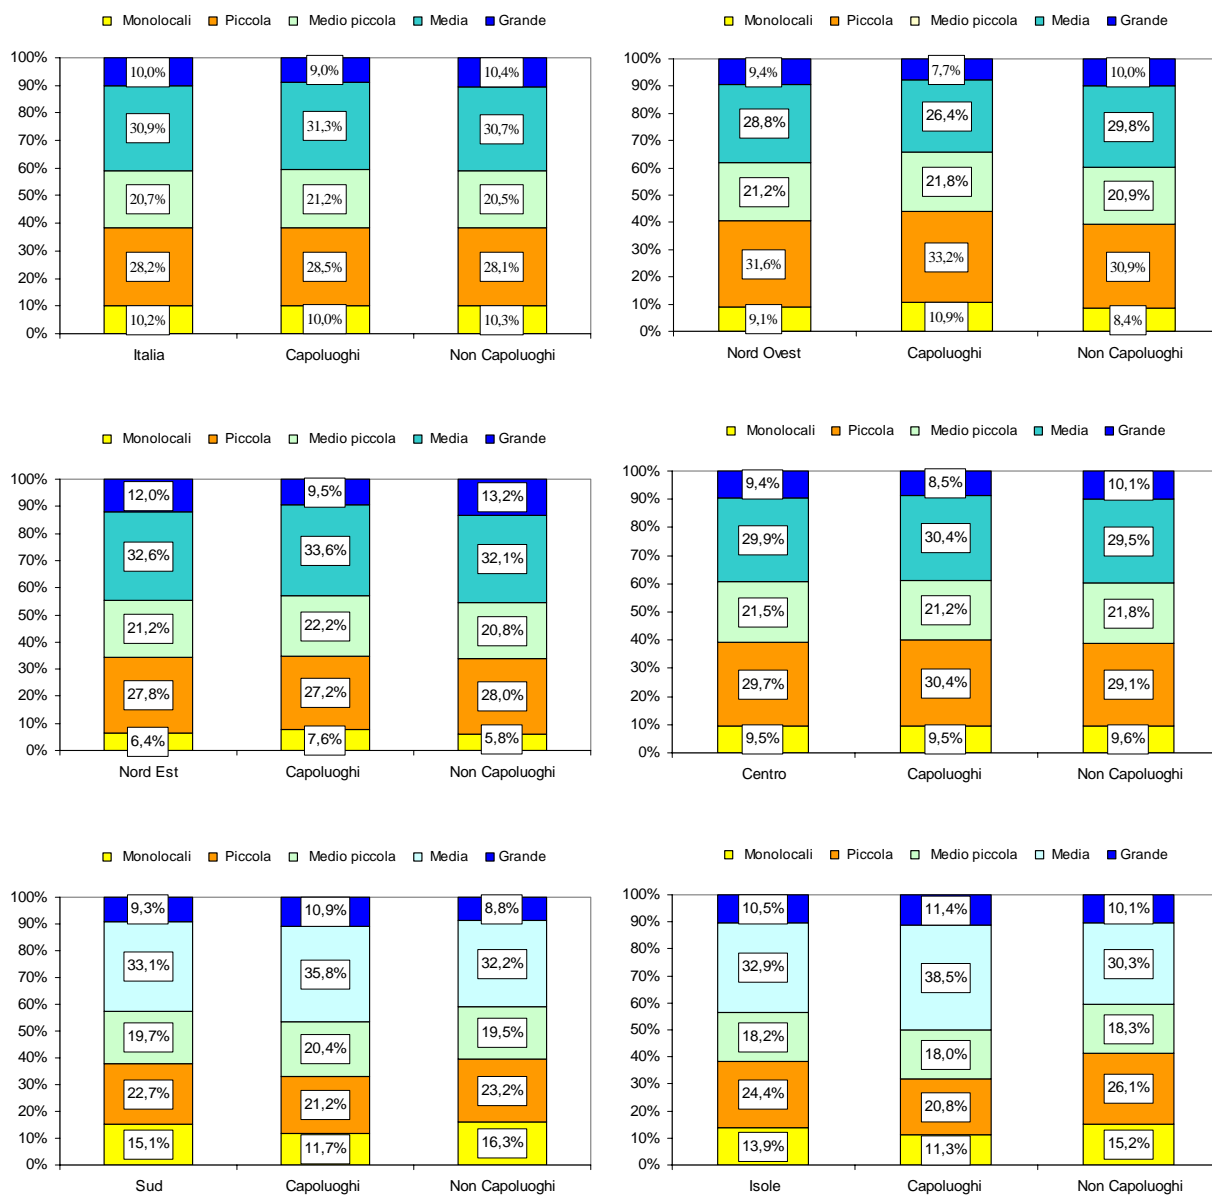 Monolocali Piccola Medio piccola Media Grande
100%
90%
80%
70%
60%
50%
40%
30%
20%
10%
0%
10,0% 9,0% 10,4%
30,9% 31,3% 30,7%
20,7% 21,2% 20,5%
28,2% 28,5% 28,1%
10,2% 10,0% 10,3%
Italia Capoluoghi Non Capoluoghi
Monolocali Piccola Medio piccola Media Grande
100%
90%
80%
70%
60%
50%
40%
30%
20%
10%
0%
9,4% 7,7% 10,0%
28,8% 26,4% 29,8%
21,2% 21,8% 20,9%
31,6% 33,2% 30,9%
9,1% 10,9% 8,4%
Nord Ovest Capoluoghi Non Capoluoghi
Monolocali Piccola Medio piccola Media Grande
100%
90%
80%
70%
60%
50%
40%
30%
20%
10%
0%
12,0% 9,5% 13,2%
32,6% 33,6% 32,1%
21,2% 22,2% 20,8%
27,8% 27,2% 28,0%
6,4% 7,6% 5,8%
Nord Est Capoluoghi Non Capoluoghi
Monolocali Piccola Medio piccola Media Grande
100%
90%
80%
70%
60%
50%
40%
30%
20%
10%
0%
9,4% 8,5% 10,1%
29,9% 30,4% 29,5%
21,5% 21,2% 21,8%
29,7% 30,4% 29,1%
9,5% 9,5% 9,6%
Centro Capoluoghi Non Capoluoghi
Monolocali Piccola Medio piccola Media Grande
100%
90%
80%
70%
60%
50%
40%
30%
20%
10%
0%
9,3% 10,9% 8,8%
33,1% 35,8% 32,2%
19,7% 20,4% 19,5%
22,7% 21,2% 23,2%
15,1% 11,7% 16,3%
Sud Capoluoghi Non Capoluoghi
Monolocali Piccola Medio piccola Media Grande
100%
90%
80%
70%
60%
50%
40%
30%
20%
10%
0%
10,5% 11,4% 10,1%
32,9% 38,5% 30,3%
18,2% 18,0% 18,3%
24,4% 20,8% 26,1%
13,9% 11,3% 15,2%
Isole Capoluoghi Non Capoluoghi